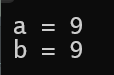 a = 9
b = 9